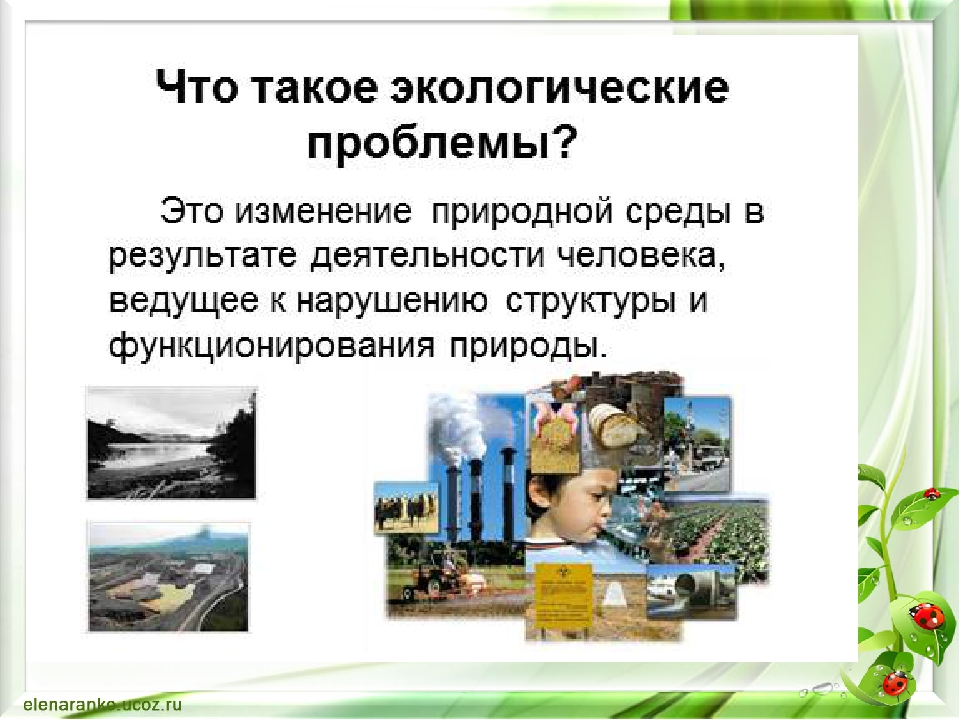 Что такое экологические
проблемы?
Это изменение природной среды в
результате деятельности человека,
ведущее к нарушению структуры и
функционирования природы.
elenaranko.ucoz.ru